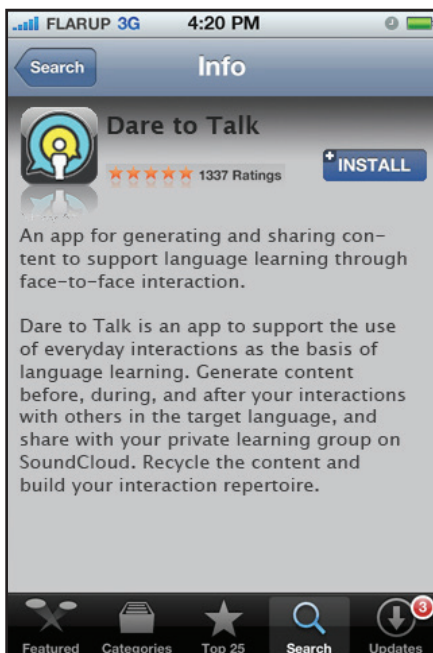 FLARUP 3G 4:20 PM
Search Info
Dare to Talk
1337 Ratings
INSTALL
An app for generating and sharing con-
tent to support language learning through
face-to-face interaction.
Dare to Talk is an app to support the use
of everyday interactions as the basis of
language learning. Generate content
before, during, and after your interactions
with others in the target language, and
share with your private learning group on
SoundCloud. Recycle the content and
build your interaction repertoire.
3
Featured Categories Top 25 Search Updates